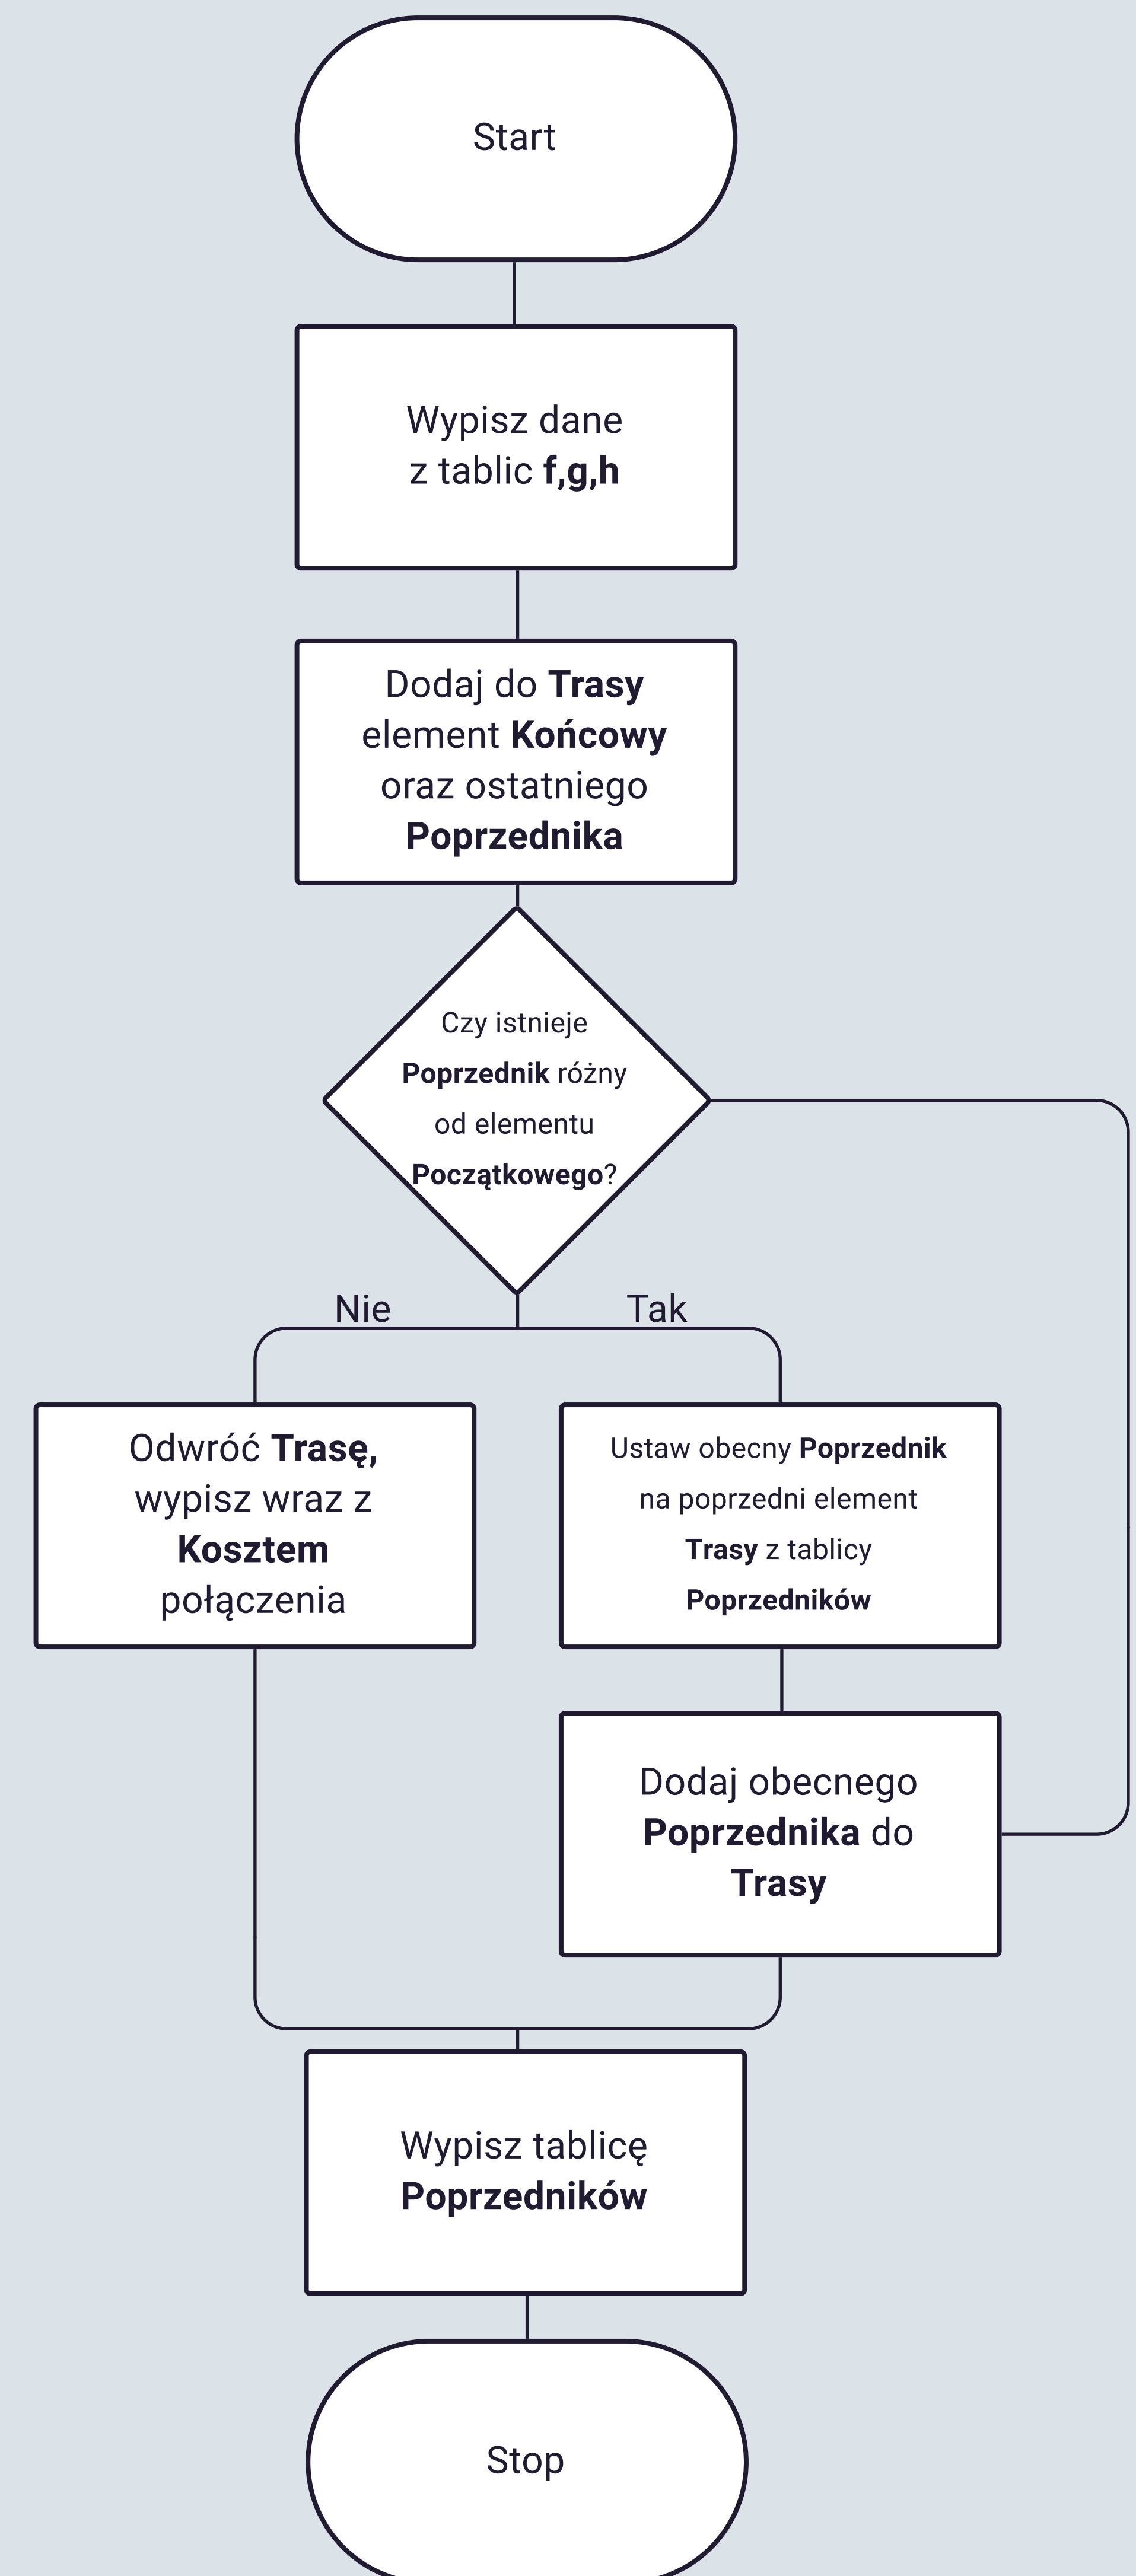 Start
Wypisz dane
z tablic f,g,h
Dodaj do Trasy
element Końcowy
oraz ostatniego
Poprzednika
Czy istnieje
Poprzednik różny
od elementu
Początkowego?
Nie
Tak
Odwróć Trasę,
wypisz wraz z
Kosztem
połączenia
Ustaw obecny Poprzednik
na poprzedni element
Trasy z tablicy
Poprzedników
Dodaj obecnego
Poprzednika do
Trasy
Wypisz tablicę
Poprzedników
Stop